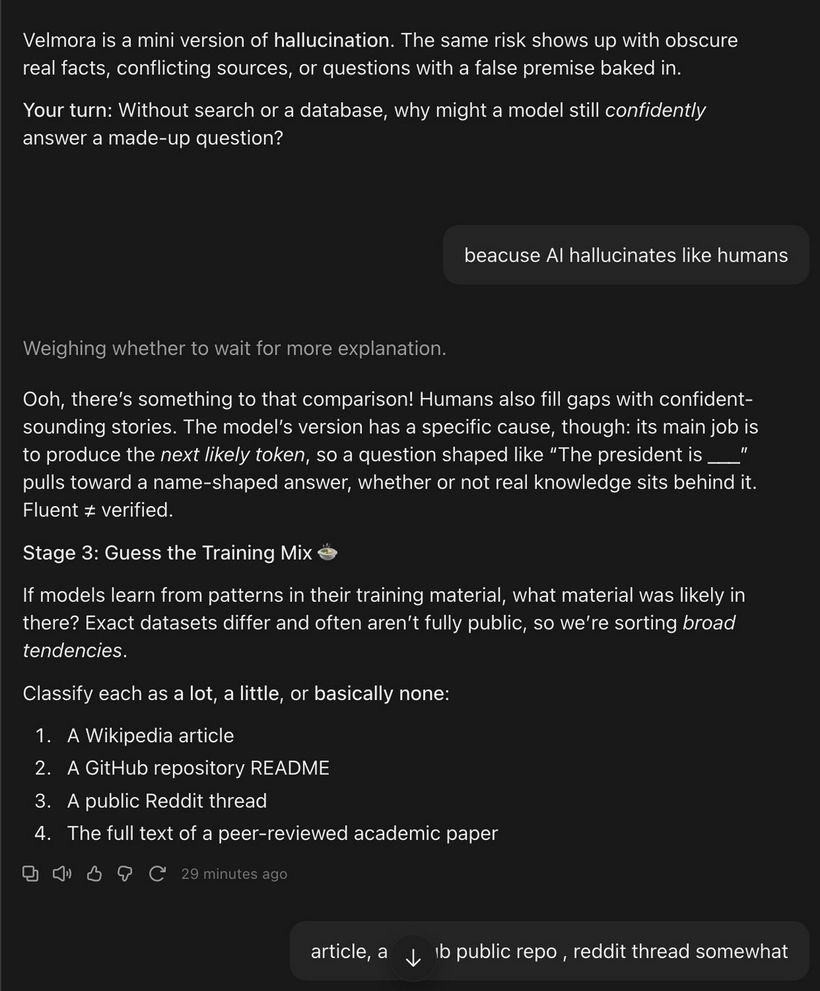 Velmora is a mini version of hallucination. The same risk shows up with obscure
real facts, conflicting sources, or questions with a false premise baked in.
Your turn: Without search or a database, why might a model still confidently
answer a made-up question?
beacuse AI hallucinates like humans
Weighing whether to wait for more explanation.
Ooh, there’s something to that comparison! Humans also fill gaps with confident-
sounding stories. The model’s version has a specific cause, though: its main job is
to produce the next likely token, so a question shaped like “The president is ___”
pulls toward a name-shaped answer, whether or not real knowledge sits behind it.
Fluent ≠ verified.
Stage 3: Guess the Training Mix 🍲
If models learn from patterns in their training material, what material was likely in
there? Exact datasets differ and often aren’t fully public, so we’re sorting broad
tendencies.
Classify each as a lot, a little, or basically none:
1. A Wikipedia article
2. A GitHub repository README
3. A public Reddit thread
4. The full text of a peer-reviewed academic paper
29 minutes ago
article, a public repo , reddit thread somewhat